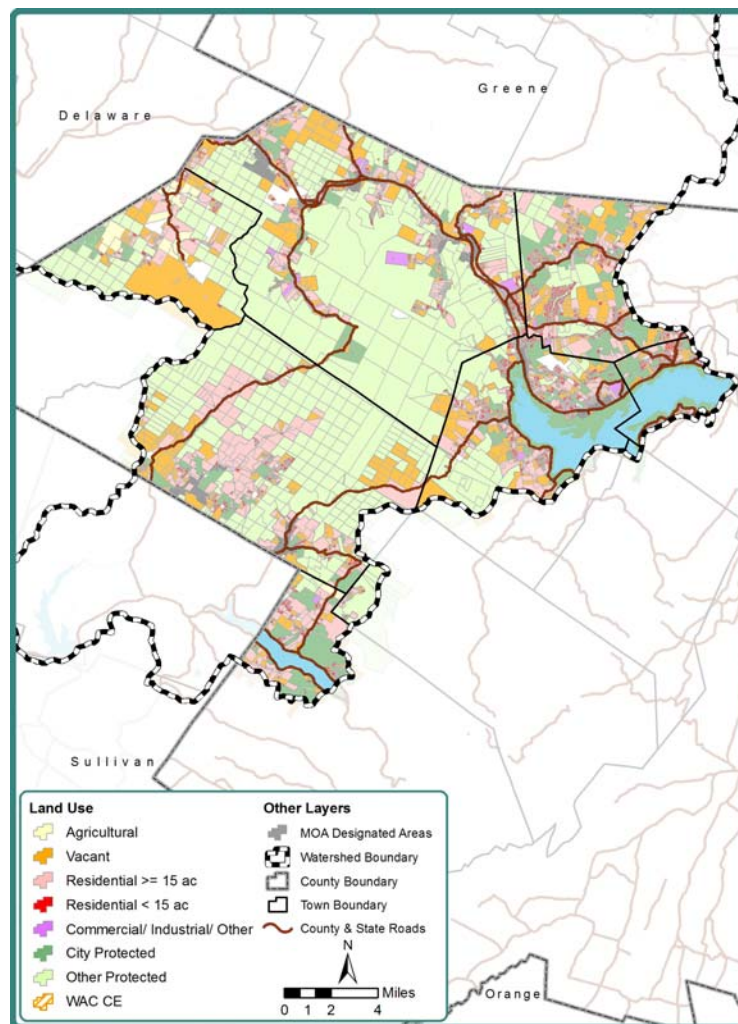 Greene
Delaware
Sullivan
Land Use
Agricultural
Vacant
Residential >= 15 ac
Residential < 15 ac
Commercial/ Industrial/ Other
City Protected
Other Protected
WAC CE
Other Layers
MOA Designated Areas
Watershed Boundary
County Boundary
Town Boundary
County & State Roads
N
Miles
0 1 2 4
Orange